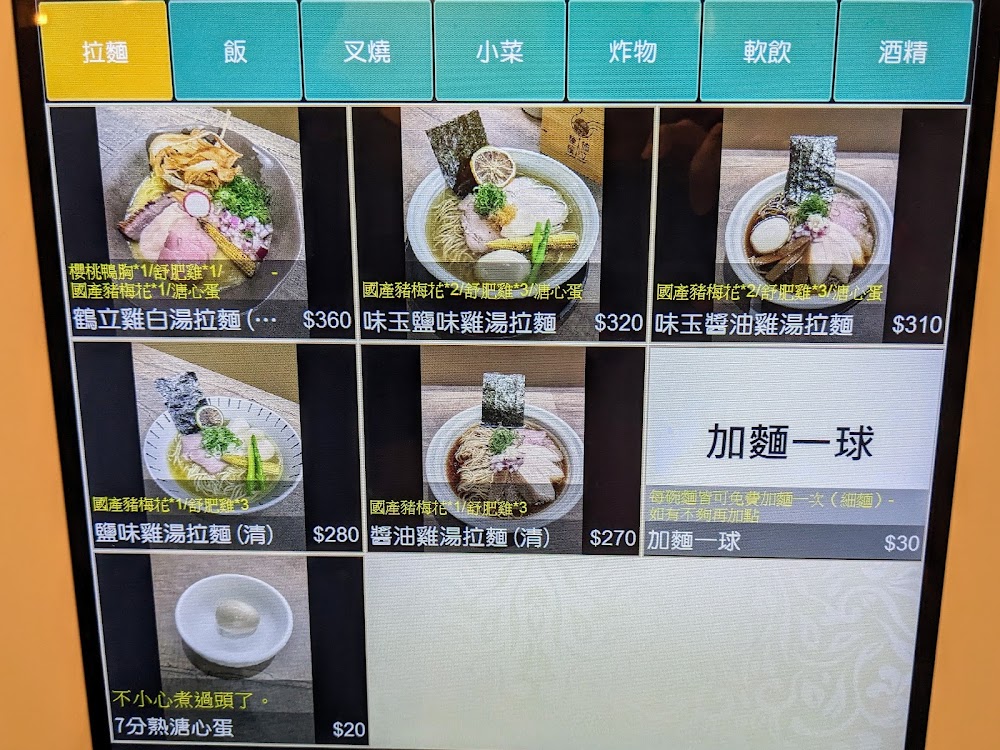 拉麵
飯
叉燒
小菜
炸物
軟飲
酒精
櫻桃鴨胸*1/舒肥雞*1/ -
國產豬梅花*1/溏心蛋
鶴立雞白湯拉麵 (… $360
國產豬梅花*2/舒肥雞*3/溏心蛋
味玉鹽味雞湯拉麵 $320
國產豬梅花*2/舒肥雞*3/溏心蛋
味玉醬油雞湯拉麵 $310
國產豬梅花*1/舒肥雞*3
鹽味雞湯拉麵 (清) $280
國產豬梅花*1/舒肥雞*3
醬油雞湯拉麵 (清) $270
加麵一球
每碗麵皆可免費加麵一次（細麵）-
如有不夠再加點
加麵一球 $30
不小心煮過頭了。
7分熟溏心蛋 $20